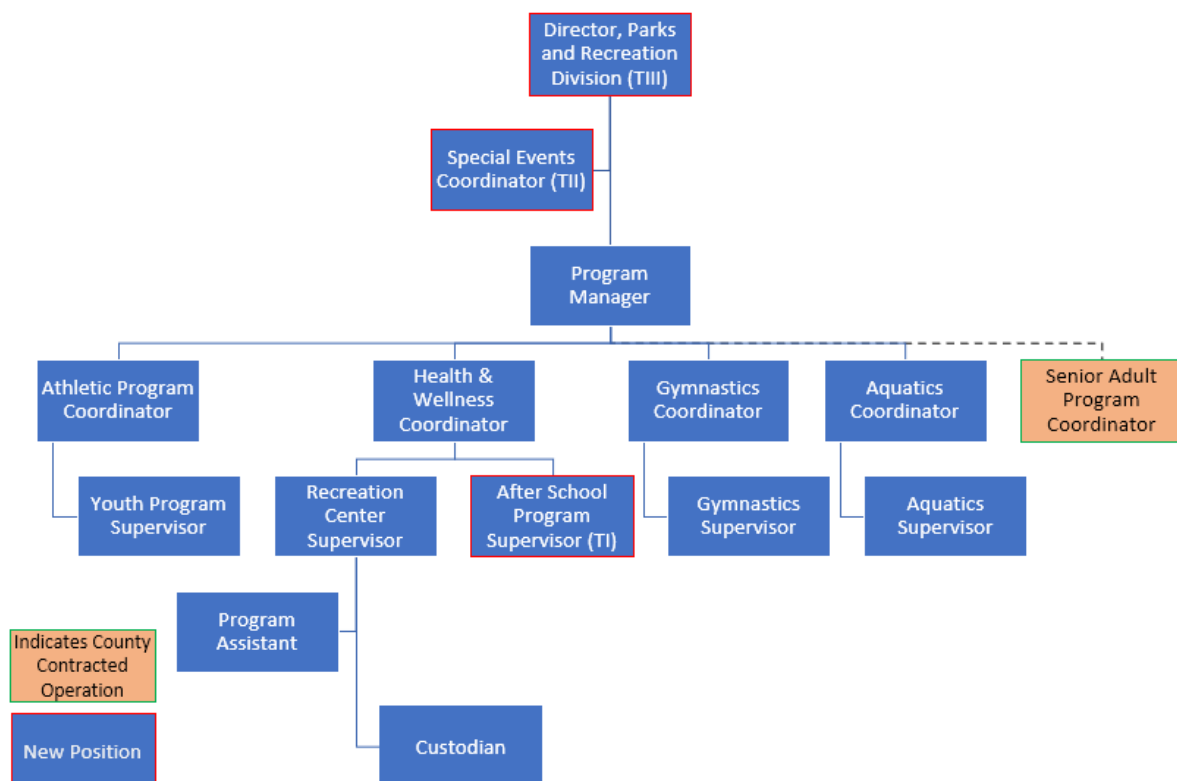 Director, Parks
and Recreation
Division (TIII)
Special Events
Coordinator (TII)
Program
Manager
Athletic Program
Coordinator
Health &
Wellness
Coordinator
Gymnastics
Coordinator
Aquatics
Coordinator
Senior Adult
Program
Coordinator
Youth Program
Supervisor
Recreation
Center
Supervisor
After School
Program
Supervisor (TI)
Gymnastics
Supervisor
Aquatics
Supervisor
Program
Assistant
Custodian
Indicates County
Contracted
Operation
New Position